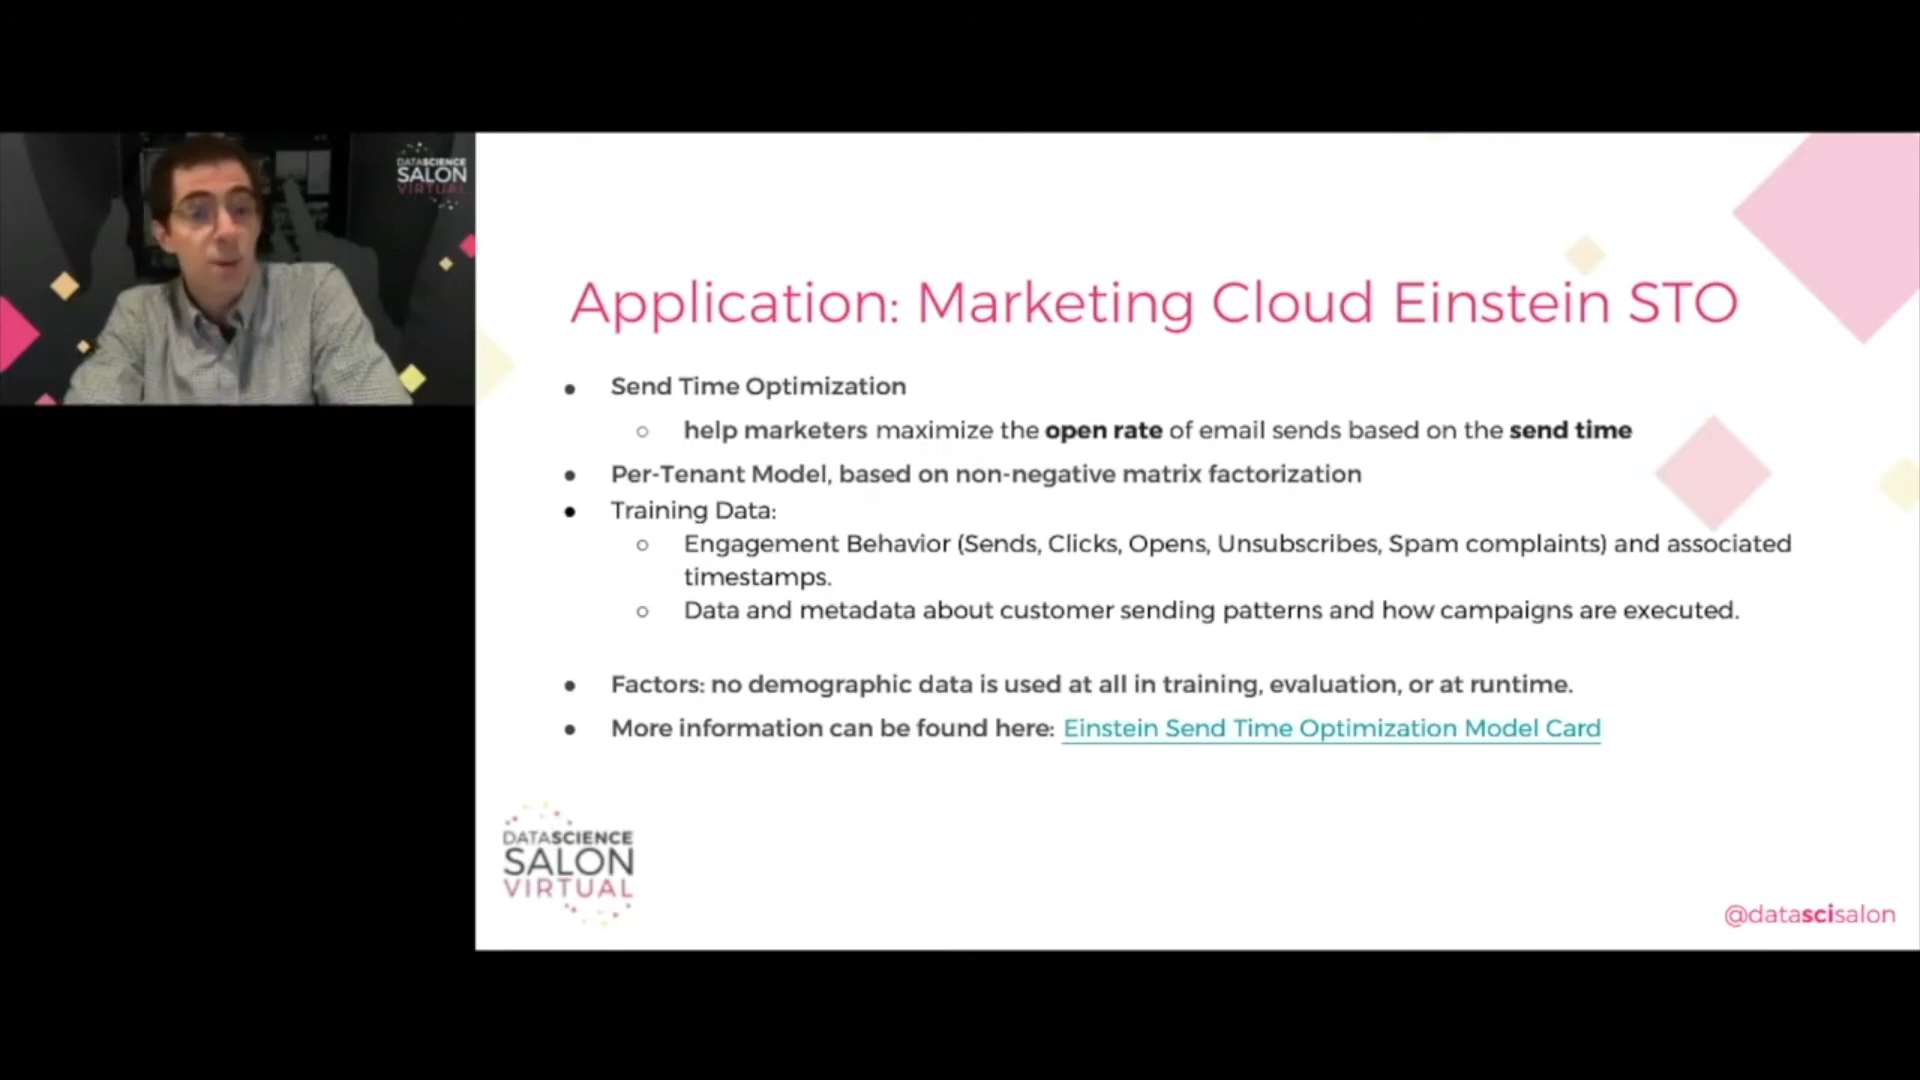 DATASCIENCE
SALON
VIRTUAL
Application: Marketing Cloud Einstein STO
● Send Time Optimization
○ help marketers maximize the open rate of email sends based on the send time
● Per-Tenant Model, based on non-negative matrix factorization
● Training Data:
○ Engagement Behavior (Sends, Clicks, Opens, Unsubscribes, Spam complaints) and associated
timestamps.
○ Data and metadata about customer sending patterns and how campaigns are executed.
● Factors: no demographic data is used at all in training, evaluation, or at runtime.
● More information can be found here: Einstein Send Time Optimization Model Card
DATASCIENCE
SALON
VIRTUAL
@datascisalon